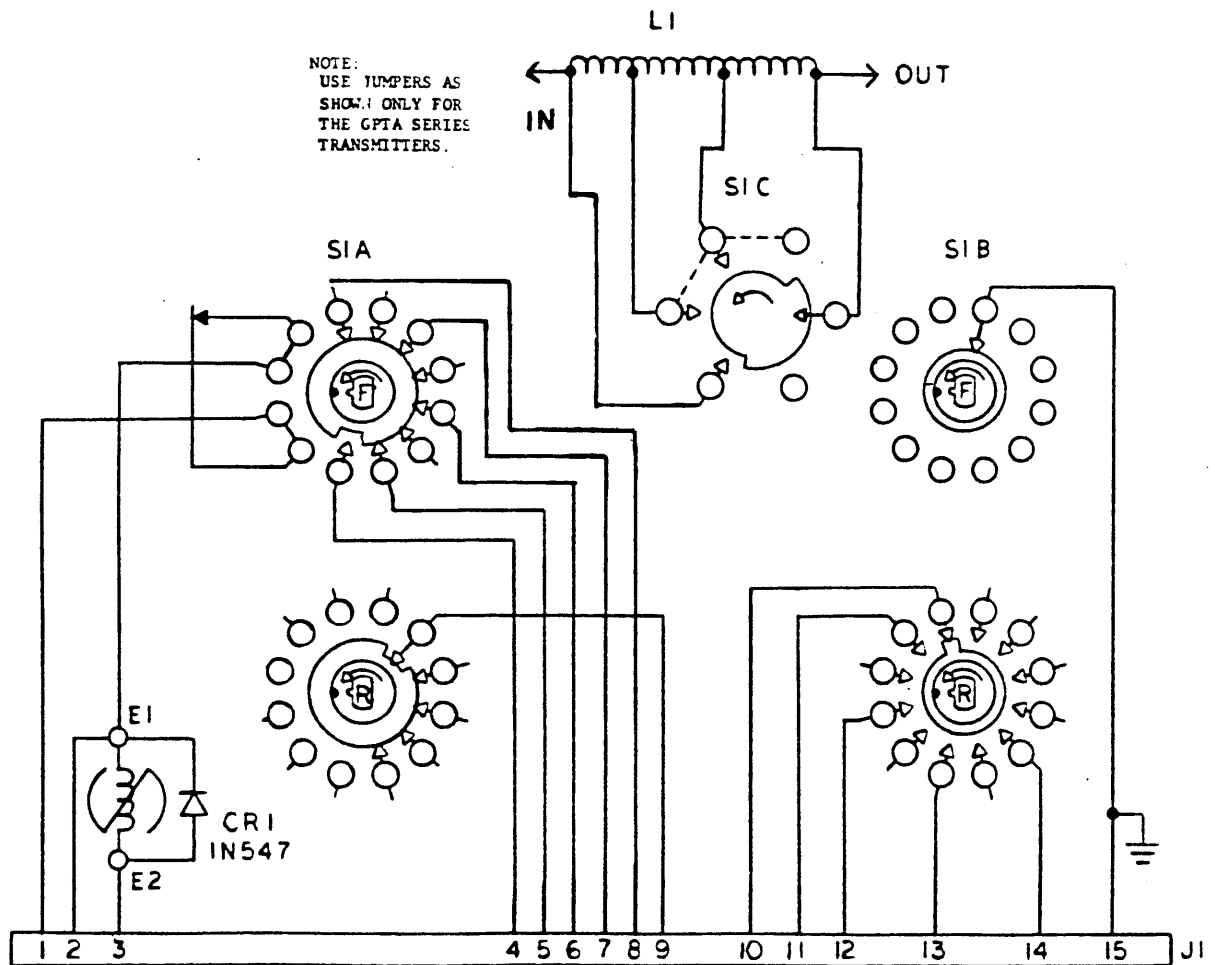 L1
NOTE:
USE JUMPERS AS
SHOWN ONLY FOR
THE GPTA SERIES
TRANSMITTERS.
IN
OUT
S1C
S1A
S1B
F
F
R
R
E1
CR1
1N547
E2
1 2 3 4 5 6 7 8 9 10 11 12 13 14 15 J1